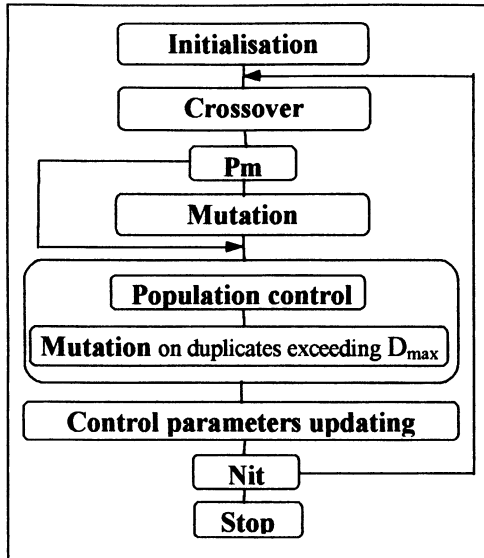 Initialisation
Crossover
Pm
Mutation
Population control
Mutation on duplicates exceeding Dmax
Control parameters updating
Nit
Stop